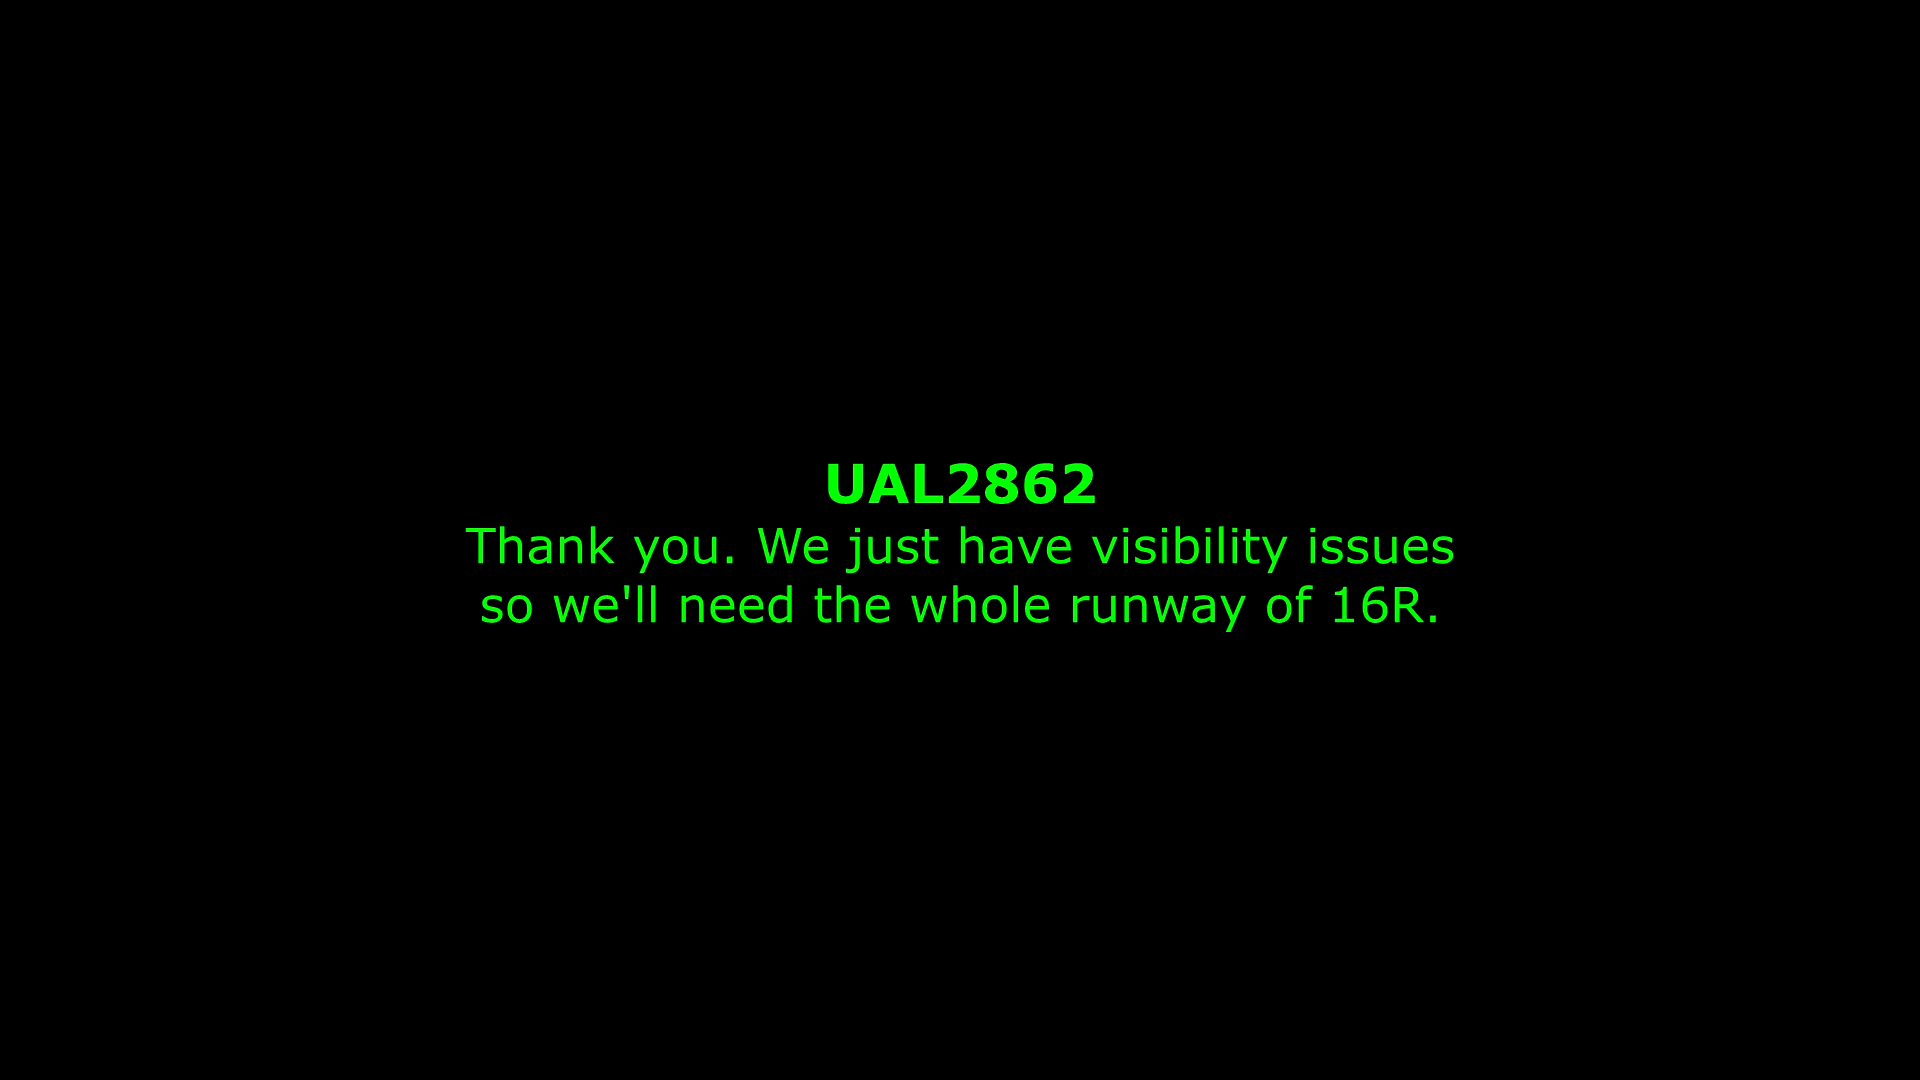 UAL2862
Thank you. We just have visibility issues
so we'll need the whole runway of 16R.